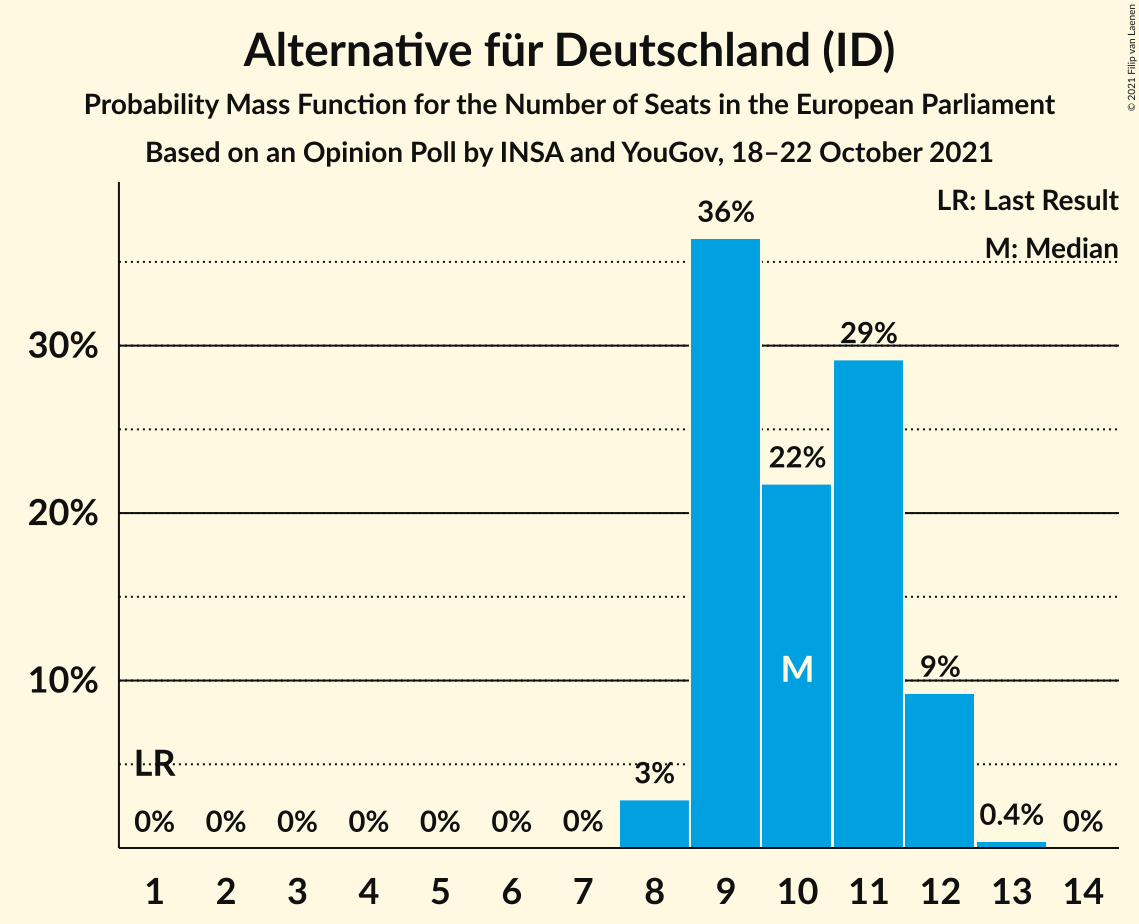 Alternative für Deutschland (ID)
Probability Mass Function for the Number of Seats in the European Parliament
Based on an Opinion Poll by INSA and YouGov, 18–22 October 2021
© 2021 Filip van Laenen
LR: Last Result
M: Median
36%
30%
29%
22%
20%
10%
M
9%
LR
3%
0% 0% 0% 0% 0% 0% 0% 0.4% 0%
1 2 3 4 5 6 7 8 9 10 11 12 13 14